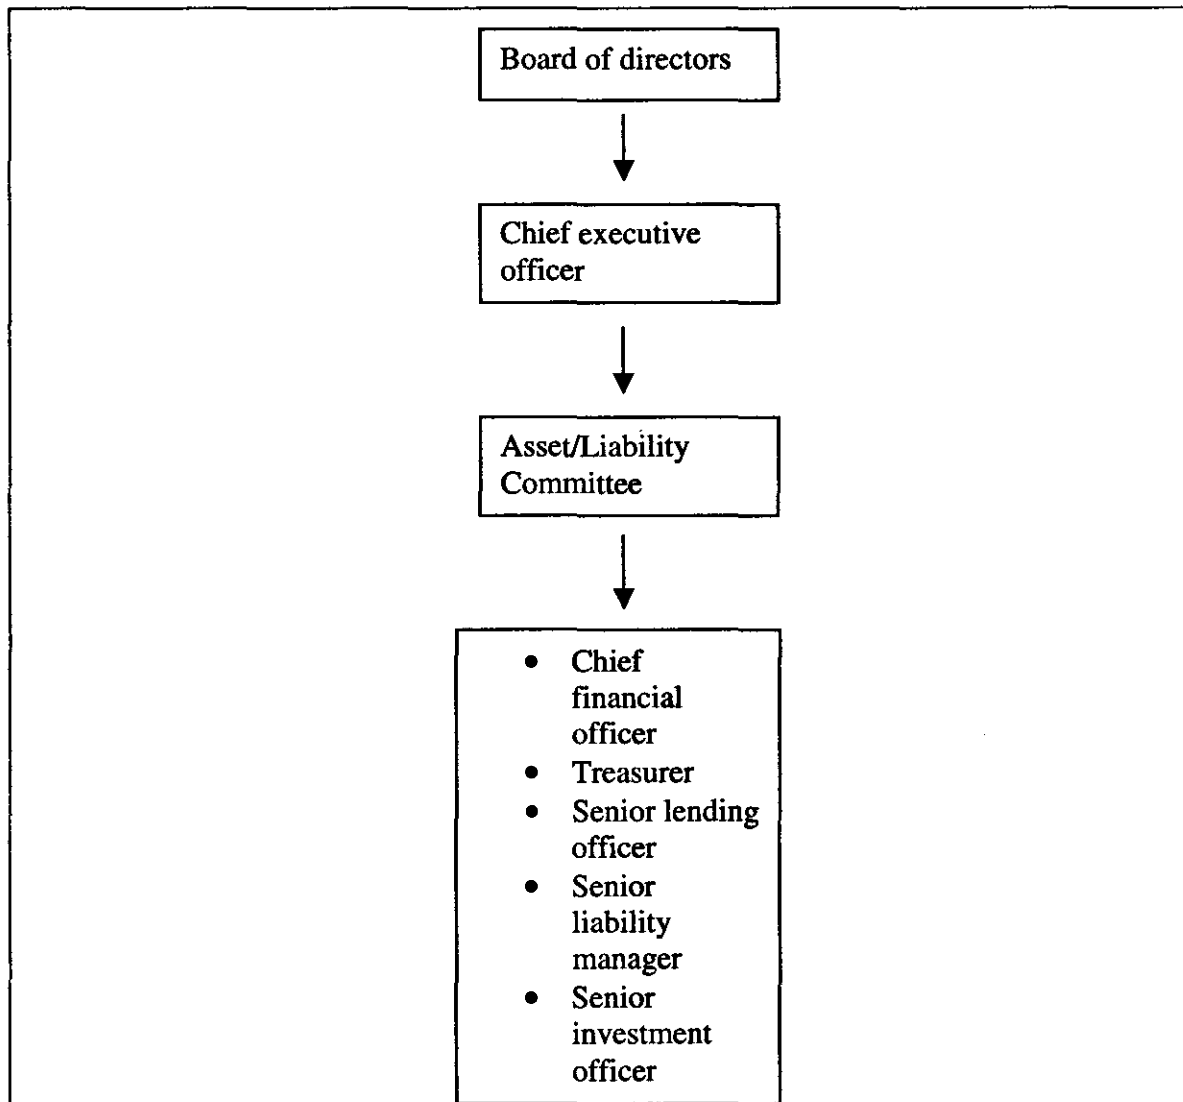 Board of directors
Chief executive
officer
Asset/Liability
Committee
• Chief
financial
officer
• Treasurer
• Senior lending
officer
• Senior
liability
manager
• Senior
investment
officer